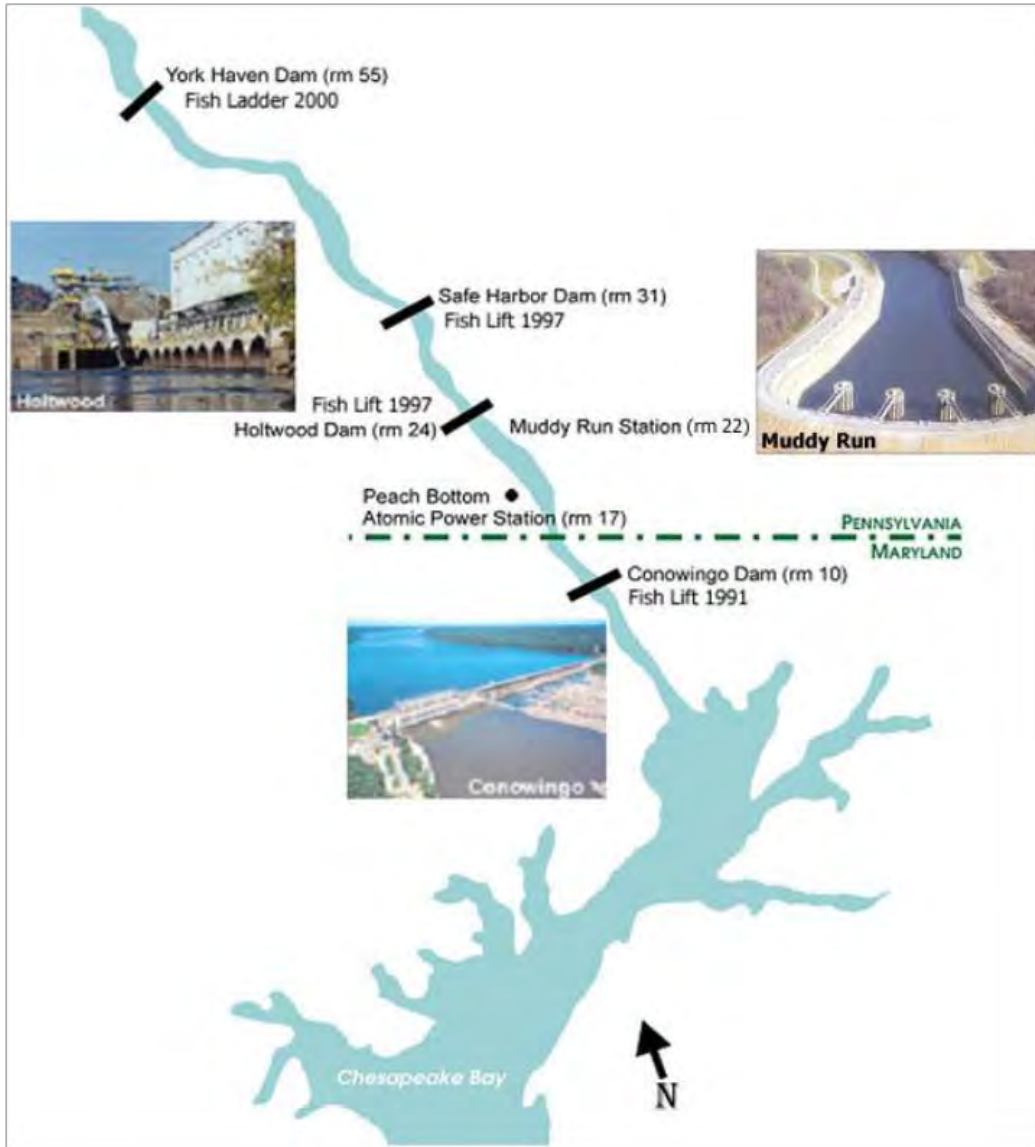 York Haven Dam (rm 55)
Fish Ladder 2000
Holtwood
Safe Harbor Dam (rm 31)
Fish Lift 1997
Fish Lift 1997
Holtwood Dam (rm 24)
Muddy Run Station (rm 22)
Muddy Run
Peach Bottom
Atomic Power Station (rm 17)
PENNSYLVANIA
MARYLAND
Conowingo Dam (rm 10)
Fish Lift 1991
Conowingo
Chesapeake Bay
N